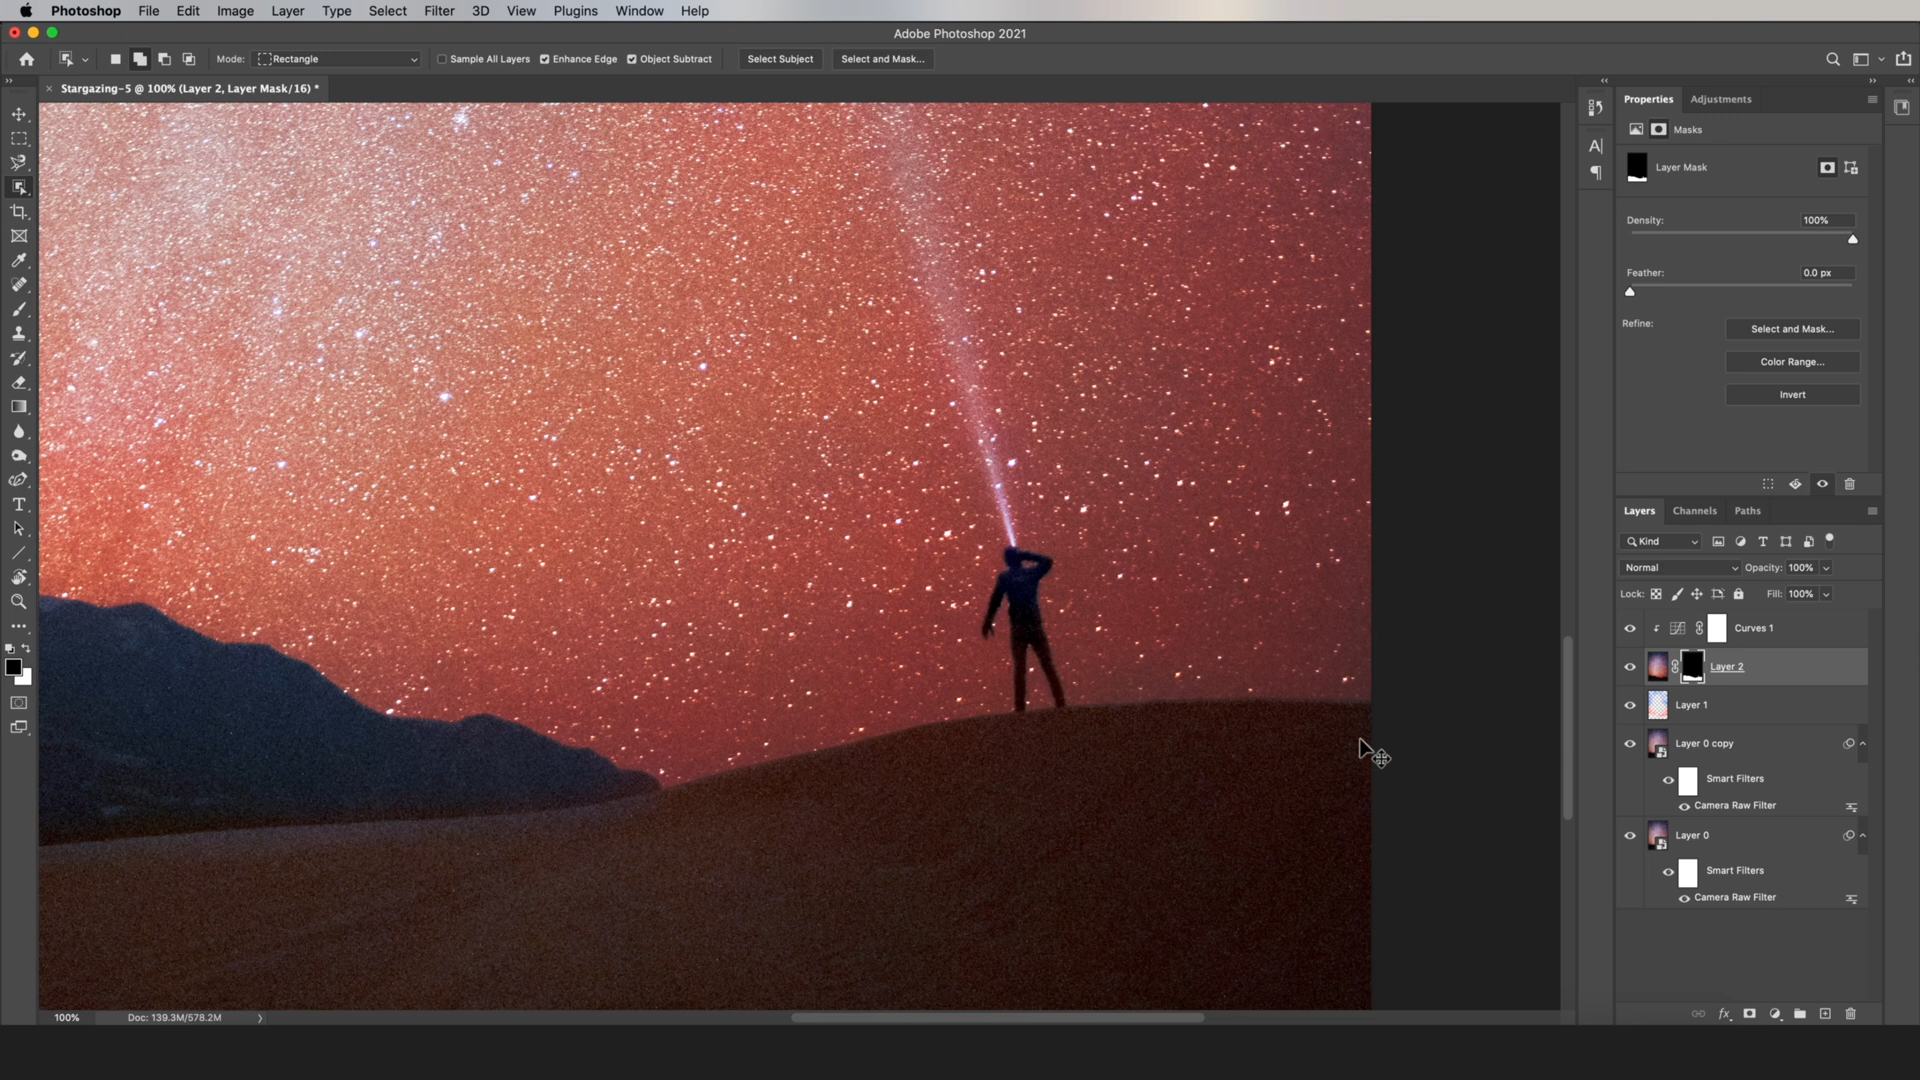 Photoshop File Edit Image Layer Type Select Filter 3D View Plugins Window Help
Adobe Photoshop 2021
Mode: Rectangle Sample All Layers Enhance Edge Object Subtract Select Subject Select and Mask...
Stargazing-5 @ 100% (Layer 2, Layer Mask/16) *
Properties Adjustments
Masks
Layer Mask
Density: 100%
Feather: 0.0 px
Refine: Select and Mask...
Color Range...
Invert
Layers Channels Paths
Kind
Normal Opacity: 100%
Lock: Fill: 100%
Curves 1
Layer 2
Layer 1
Layer 0 copy
Smart Filters
Camera Raw Filter
Layer 0
Smart Filters
Camera Raw Filter
100% Doc: 139.3M/578.2M